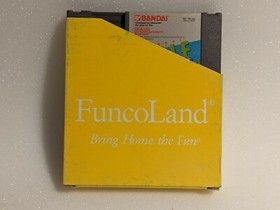 BANDAI
FuncoLand®
Bring Home the Fun®